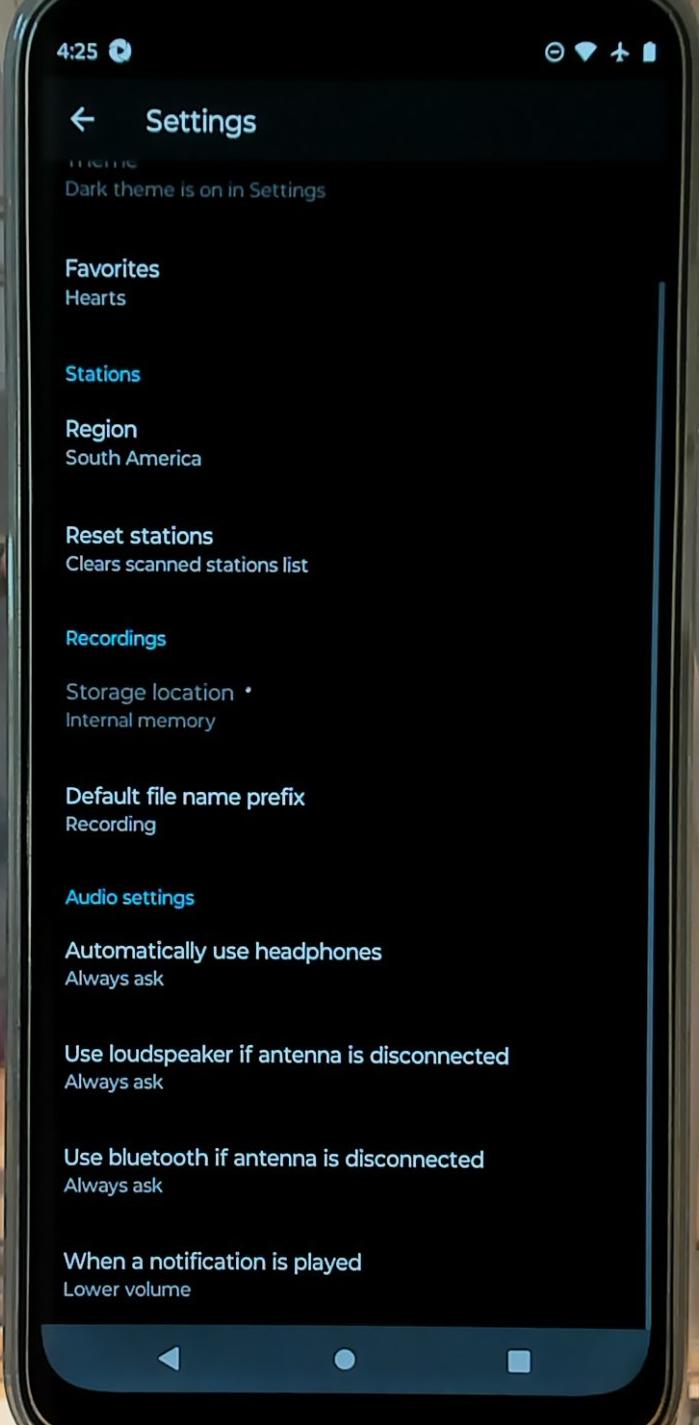 4:25
Settings
Theme
Dark theme is on in Settings
Favorites
Hearts
Stations
Region
South America
Reset stations
Clears scanned stations list
Recordings
Storage location •
Internal memory
Default file name prefix
Recording
Audio settings
Automatically use headphones
Always ask
Use loudspeaker if antenna is disconnected
Always ask
Use bluetooth if antenna is disconnected
Always ask
When a notification is played
Lower volume